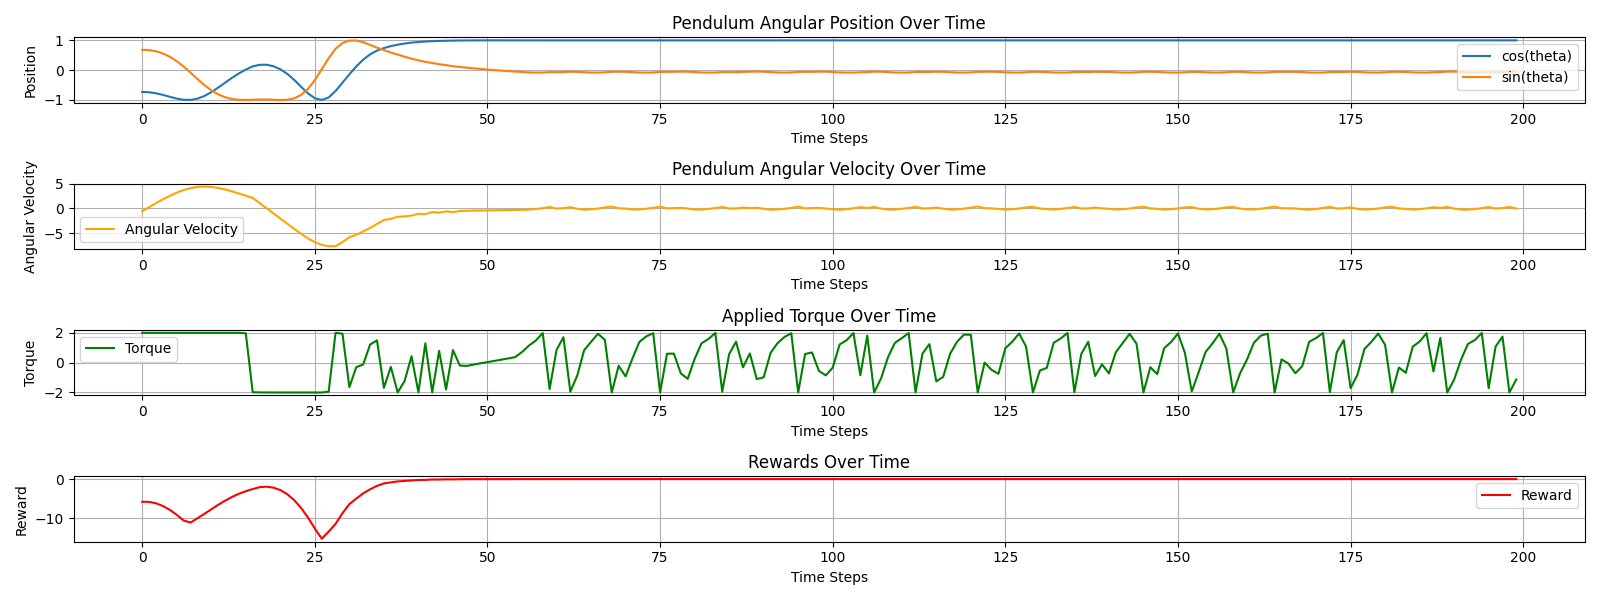 Pendulum Angular Position Over Time
Position
1
0
−1
cos(theta)
sin(theta)
0 25 50 75 100 125 150 175 200
Time Steps
Pendulum Angular Velocity Over Time
Angular Velocity
5
0
−5
Angular Velocity
0 25 50 75 100 125 150 175 200
Time Steps
Applied Torque Over Time
Torque
2
0
−2
Torque
0 25 50 75 100 125 150 175 200
Time Steps
Rewards Over Time
Reward
0
−10
Reward
0 25 50 75 100 125 150 175 200
Time Steps